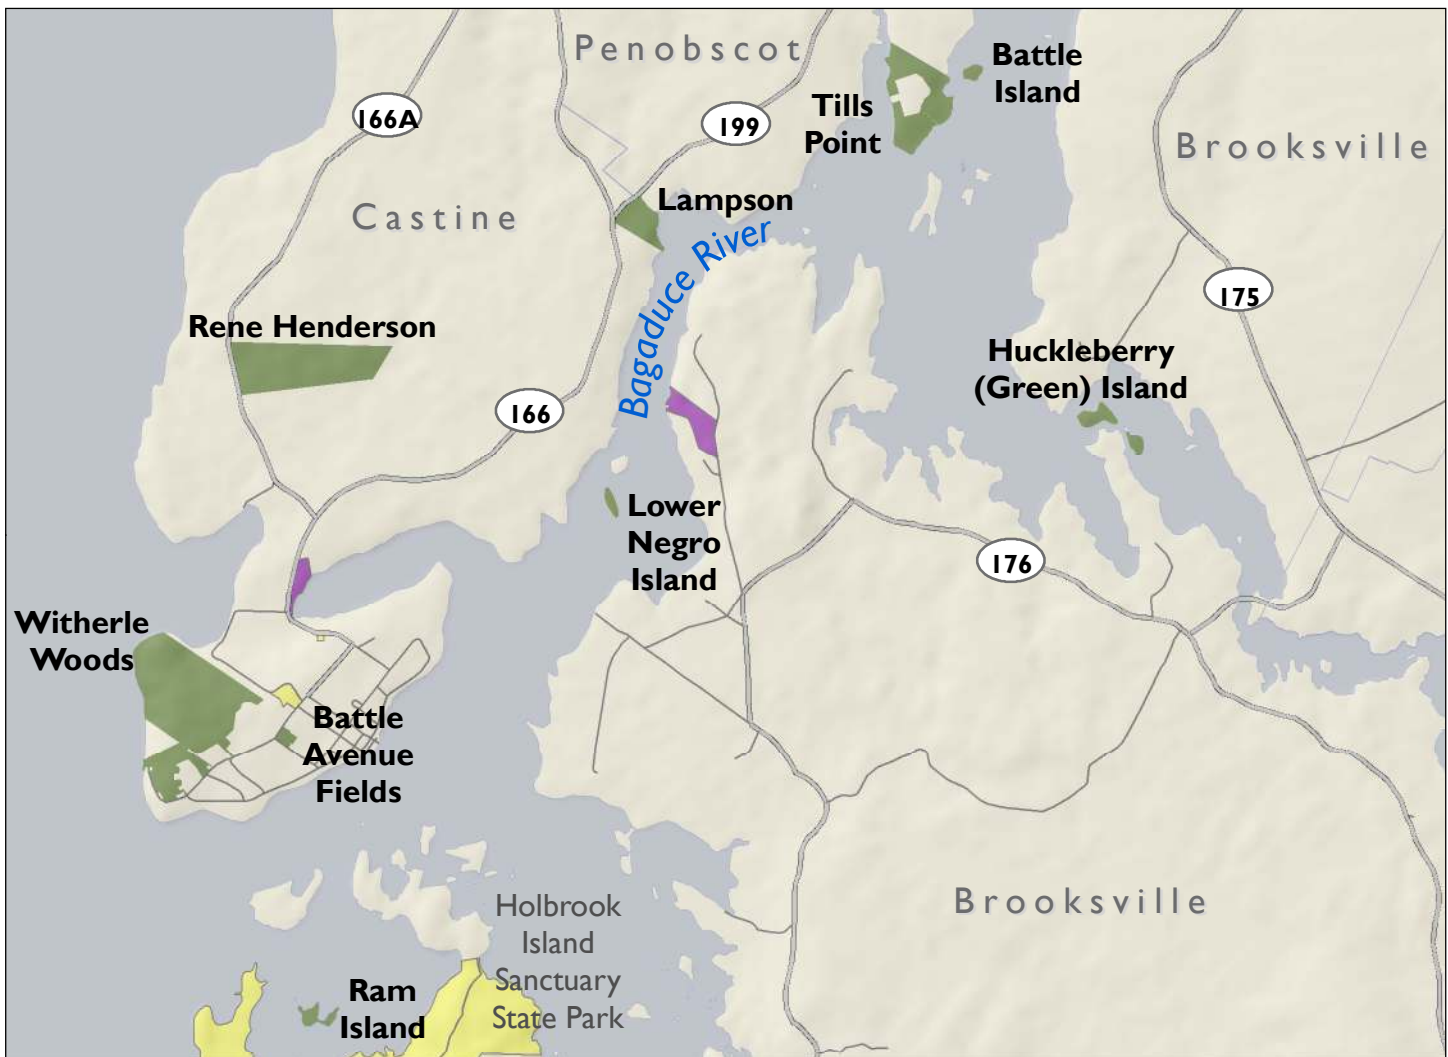 Penobscot
Battle
Island
166A
Tills
Point
199
Brooksville
Lampson
Castine
Bagaduce River
175
Rene Henderson
Huckleberry
(Green) Island
166
Lower
Negro
Island
176
Witherle
Woods
Battle
Avenue
Fields
Brooksville
Holbrook
Island
Sanctuary
State Park
Ram
Island